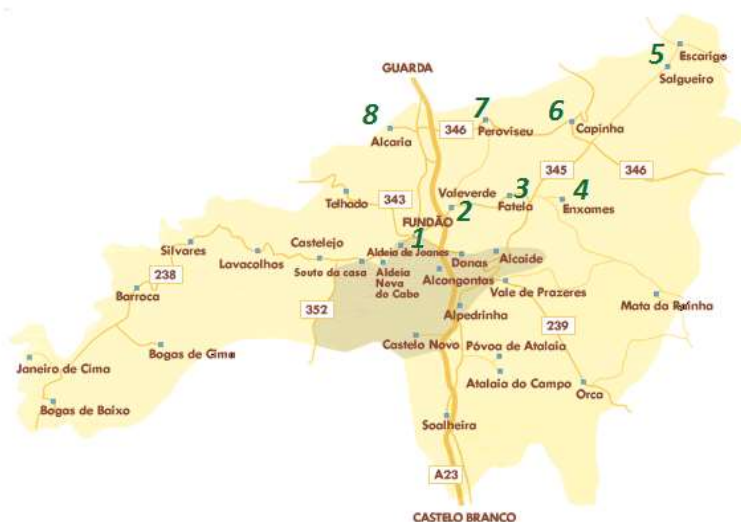 5
Escarigo
Salgueiro
GUARDA
8
Alcaria
346
7
Peroviseu
6
Capinha
346
345
Telhado
343
Valeverde
2
FUNDÃO
3
Fatela
4
Enxames
1
Aldeia de Joanes
Silvares
Lavacolhos
Castelejo
Souto da casa
Aldeia
Nova
do Cabo
Donas
Alcaide
Alcongostas
Vale de Prazeres
238
Barroca
352
Alpedrinha
239
Mata da Rainha
Castelo Novo
Póvoa de Atalaia
Janeiro de Cima
Bogas de Gima
Atalaia do Campo
Orca
Bogas de Baixo
Soalheira
A23
CASTELO BRANCO